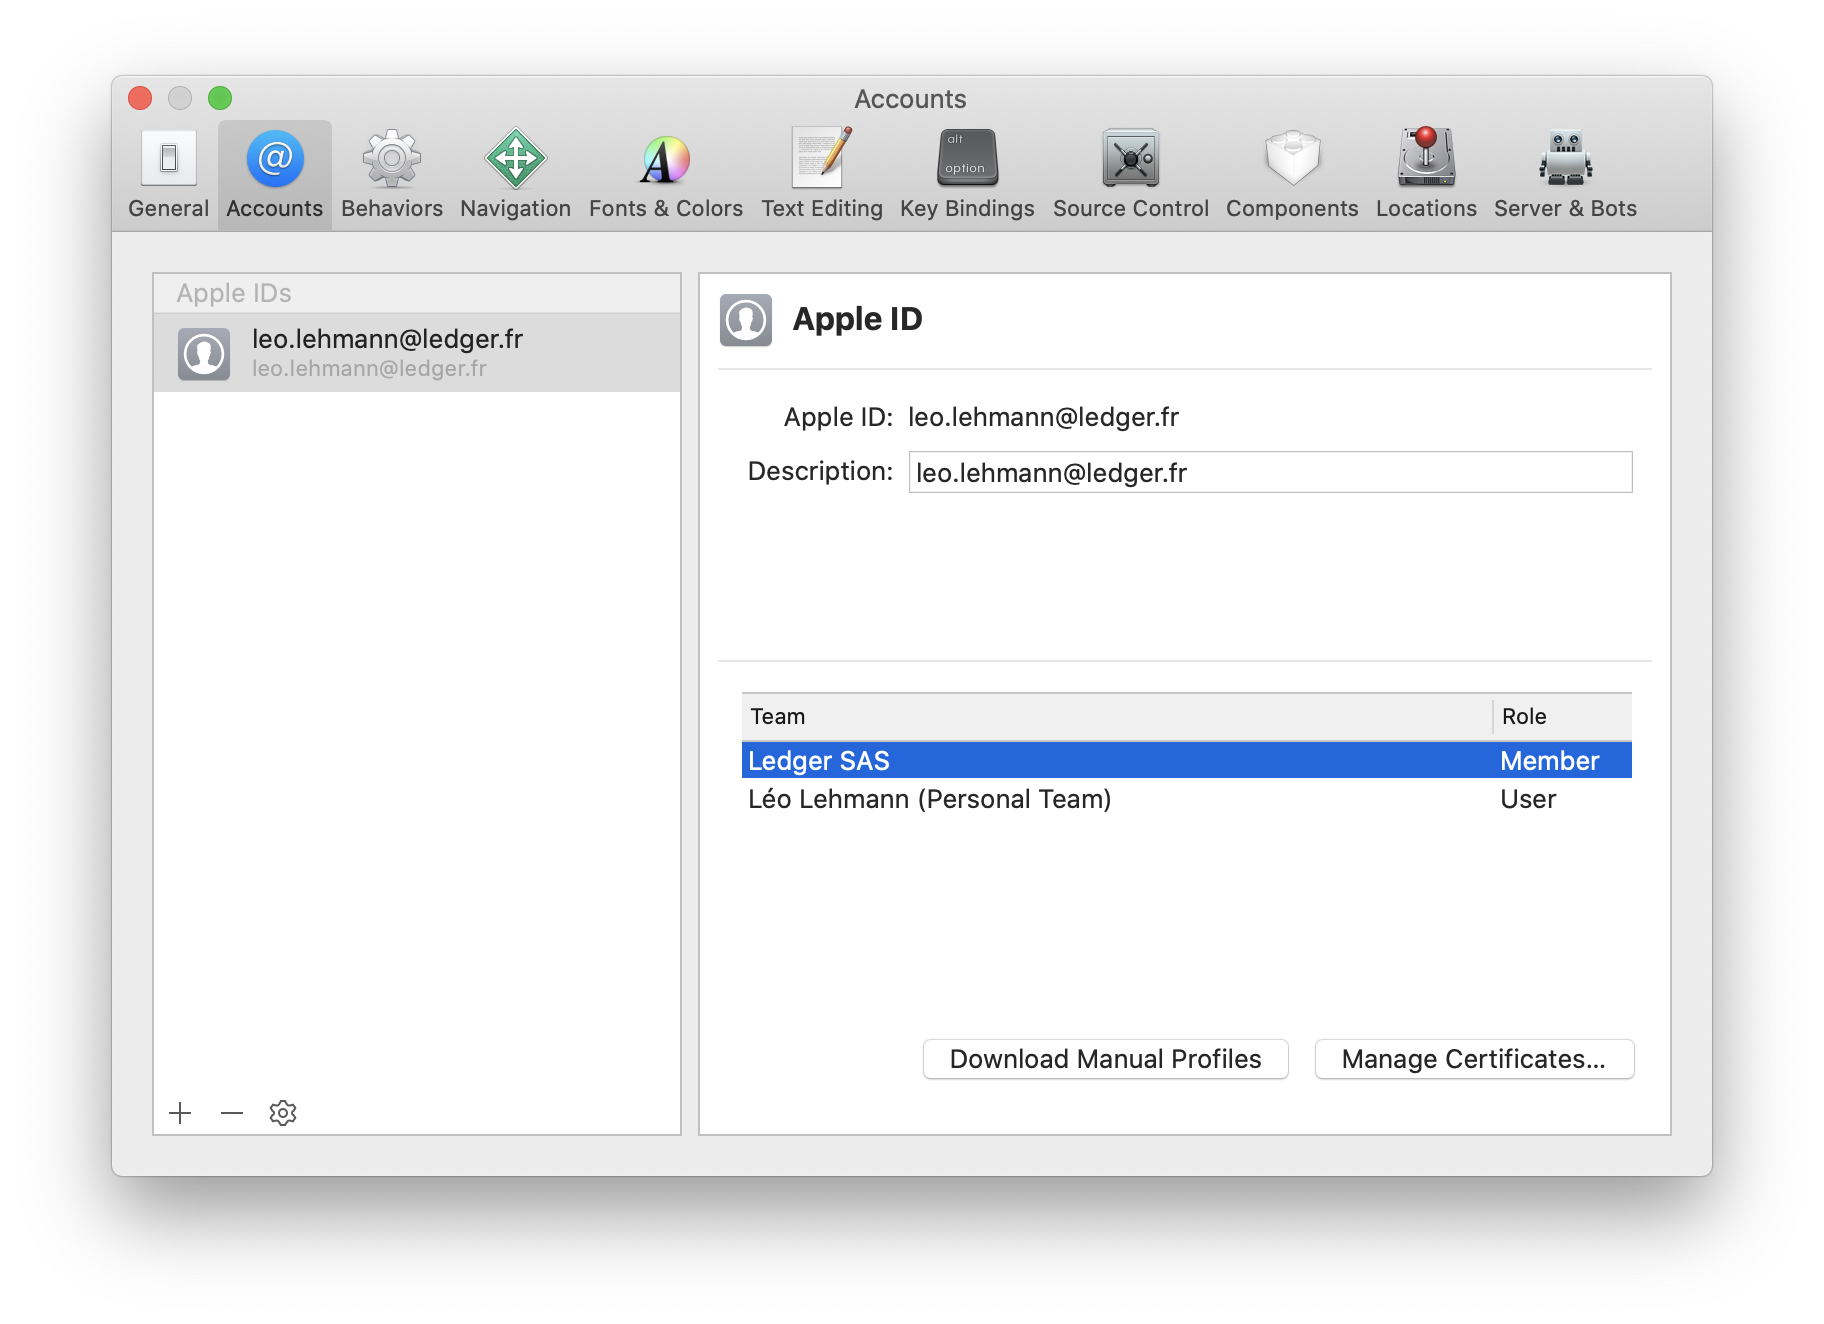 Accounts
General
Accounts
Behaviors
Navigation
Fonts & Colors
Text Editing
alt
option
Key Bindings
Source Control
Components
Locations
Server & Bots
Apple IDs
leo.lehmann@ledger.fr
leo.lehmann@ledger.fr
Apple ID
Apple ID: leo.lehmann@ledger.fr
Description: leo.lehmann@ledger.fr
Team Role
Ledger SAS Member
Léo Lehmann (Personal Team) User
Download Manual Profiles
Manage Certificates...